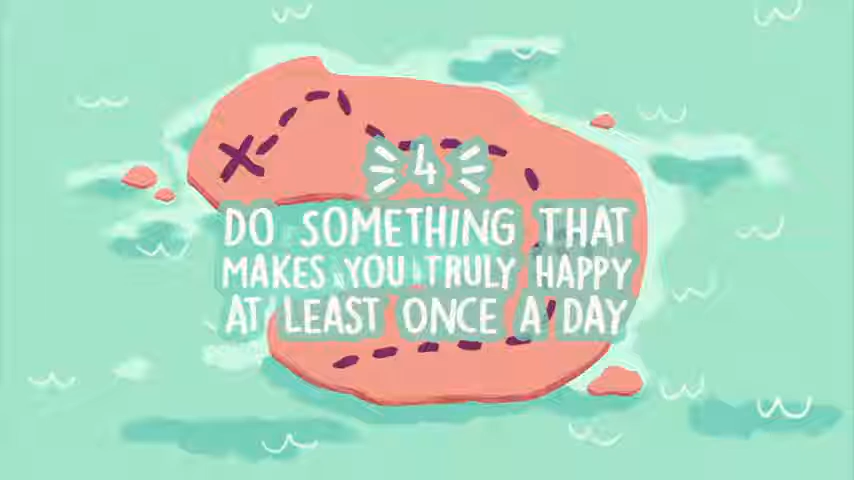 4
DO SOMETHING THAT
MAKES YOU TRULY HAPPY
AT LEAST ONCE A DAY